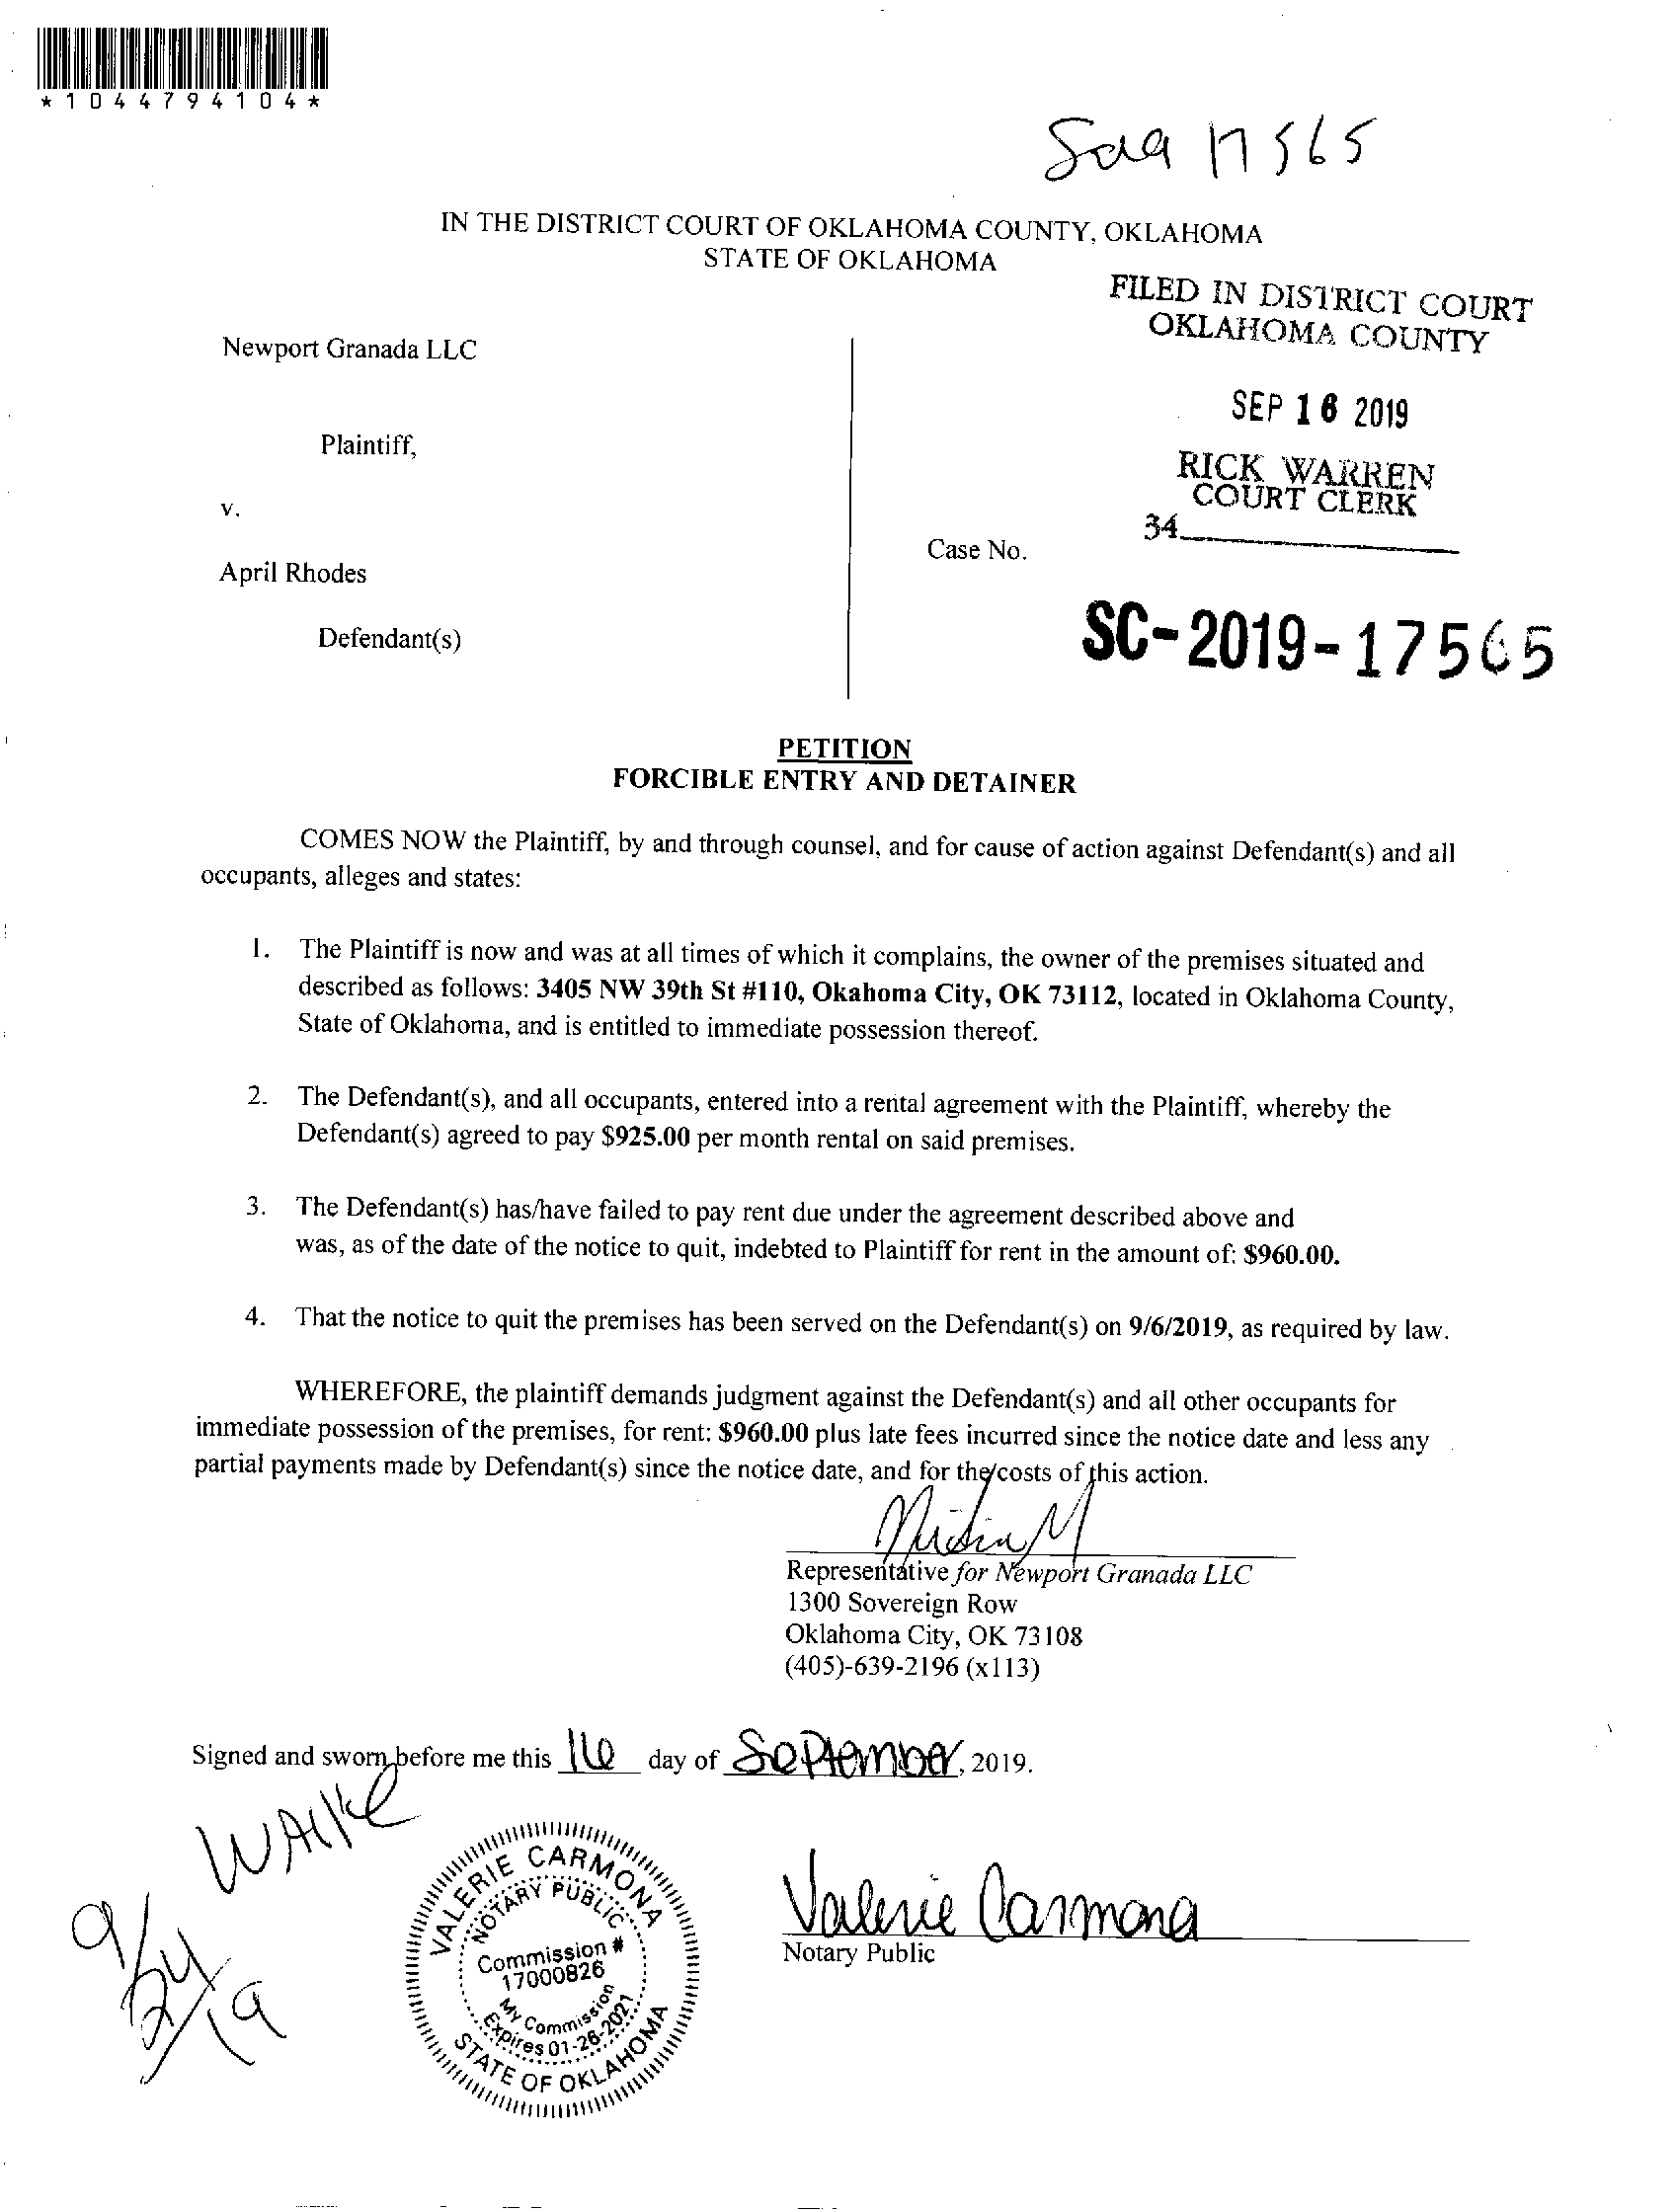 *1044794104*
17565
IN THE DISTRICT COURT OF OKLAHOMA COUNTY, OKLAHOMA
STATE OF OKLAHOMA
FILED IN DISTRICT COURT
OKLAHOMA COUNTY
SEP 16 2019
RICK WARREN
COURT CLERK
34
Newport Granada LLC
Plaintiff,
v.
April Rhodes
Defendant(s)
Case No.
SC-2019-17565
PETITION
FORCIBLE ENTRY AND DETAINER
COMES NOW the Plaintiff, by and through counsel, and for cause of action against Defendant(s) and all
occupants, alleges and states:
1. The Plaintiff is now and was at all times of which it complains, the owner of the premises situated and
described as follows: 3405 NW 39th St #110, Okahoma City, OK 73112, located in Oklahoma County,
State of Oklahoma, and is entitled to immediate possession thereof.
2. The Defendant(s), and all occupants, entered into a rental agreement with the Plaintiff, whereby the
Defendant(s) agreed to pay $925.00 per month rental on said premises.
3. The Defendant(s) has/have failed to pay rent due under the agreement described above and
was, as of the date of the notice to quit, indebted to Plaintiff for rent in the amount of: $960.00.
4. That the notice to quit the premises has been served on the Defendant(s) on 9/6/2019, as required by law.
WHEREFORE, the plaintiff demands judgment against the Defendant(s) and all other occupants for
immediate possession of the premises, for rent: $960.00 plus late fees incurred since the notice date and less any
partial payments made by Defendant(s) since the notice date, and for the costs of this action.
Representative for Newport Granada LLC
1300 Sovereign Row
Oklahoma City, OK 73108
(405)-639-2196 (x113)
Signed and sworn before me this 16 day of September, 2019.
9/24/19
VALERIE CARMONA
NOTARY PUBLIC
Commission #
17000826
My Commission
Expires 01-26-2021
STATE OF OKLAHOMA
Valerie Carmona
Notary Public